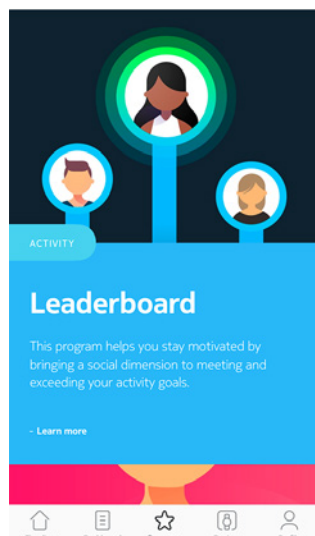 ACTIVITY
Leaderboard
This program helps you stay motivated by
bringing a social dimension to meeting and
exceeding your activity goals.
- Learn more